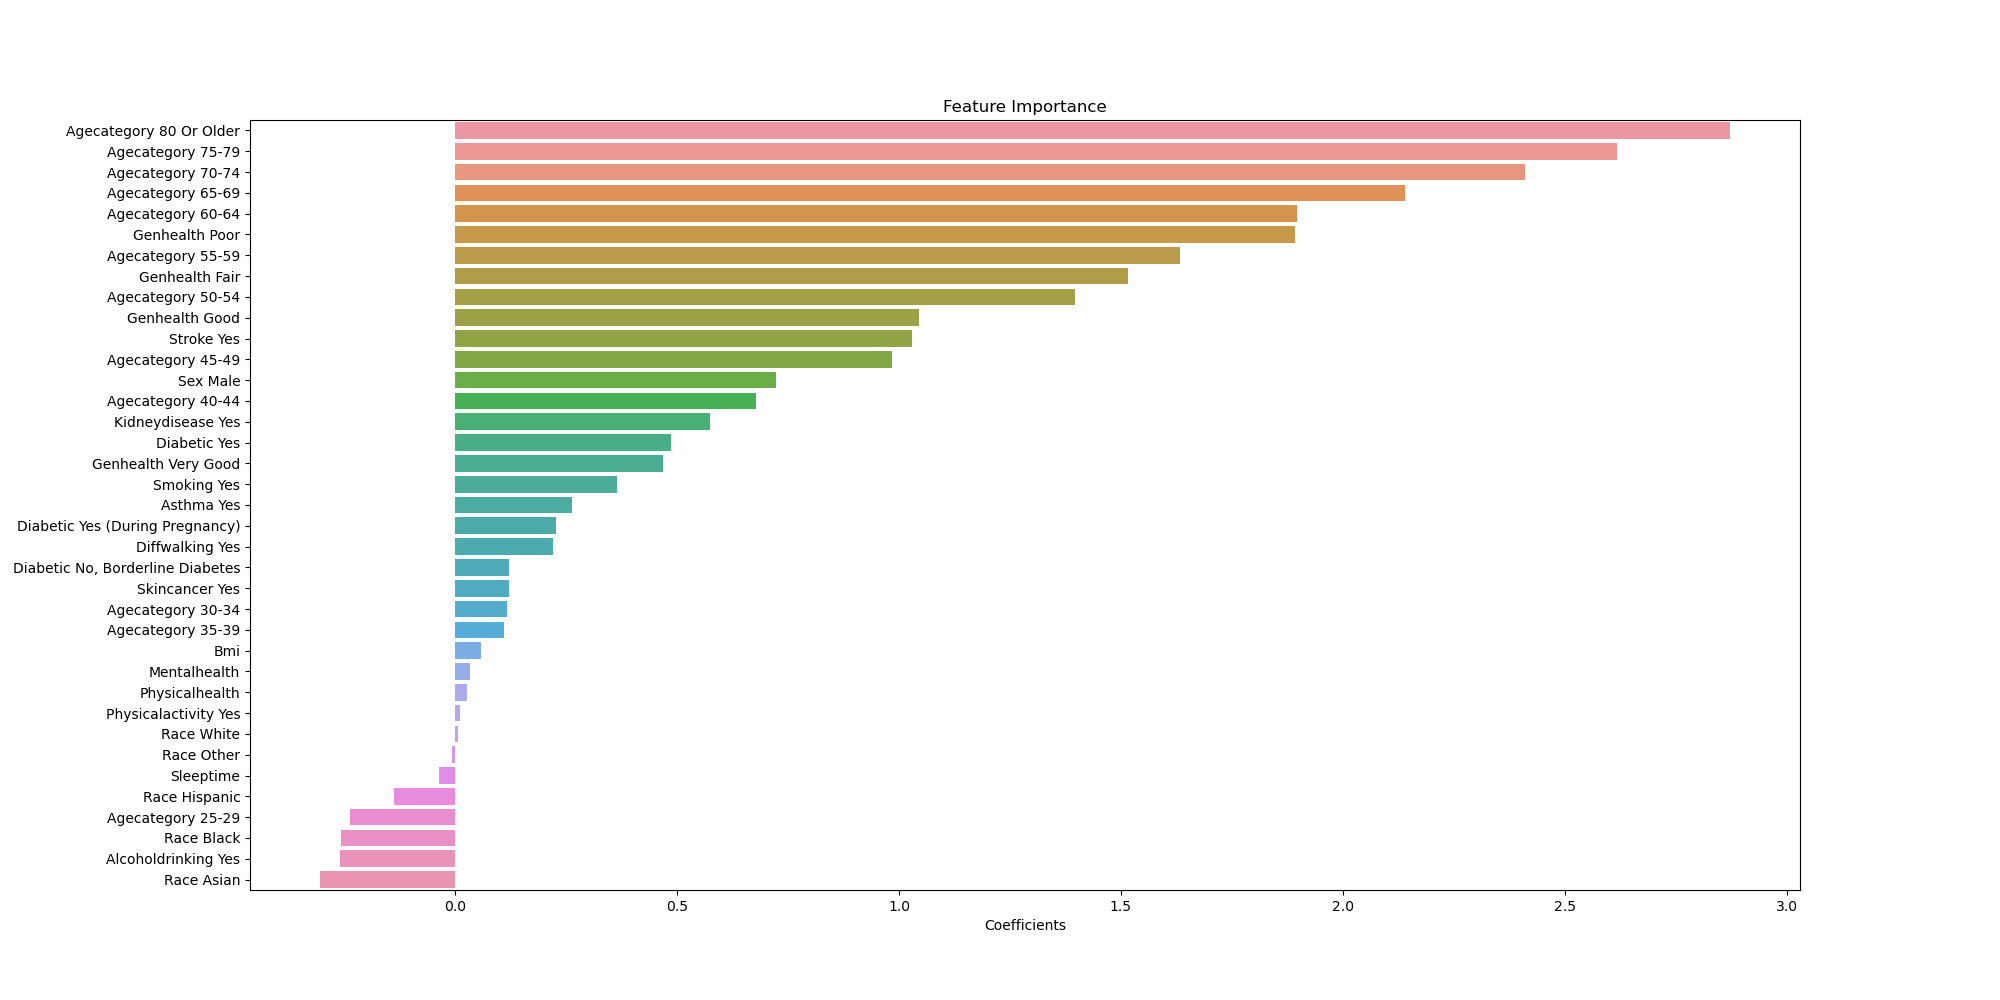 Feature Importance
Agecategory 80 Or Older
Agecategory 75-79
Agecategory 70-74
Agecategory 65-69
Agecategory 60-64
Genhealth Poor
Agecategory 55-59
Genhealth Fair
Agecategory 50-54
Genhealth Good
Stroke Yes
Agecategory 45-49
Sex Male
Agecategory 40-44
Kidneydisease Yes
Diabetic Yes
Genhealth Very Good
Smoking Yes
Asthma Yes
Diabetic Yes (During Pregnancy)
Diffwalking Yes
Diabetic No, Borderline Diabetes
Skincancer Yes
Agecategory 30-34
Agecategory 35-39
Bmi
Mentalhealth
Physicalhealth
Physicalactivity Yes
Race White
Race Other
Sleeptime
Race Hispanic
Agecategory 25-29
Race Black
Alcoholdrinking Yes
Race Asian
0.0 0.5 1.0 1.5 2.0 2.5 3.0
Coefficients